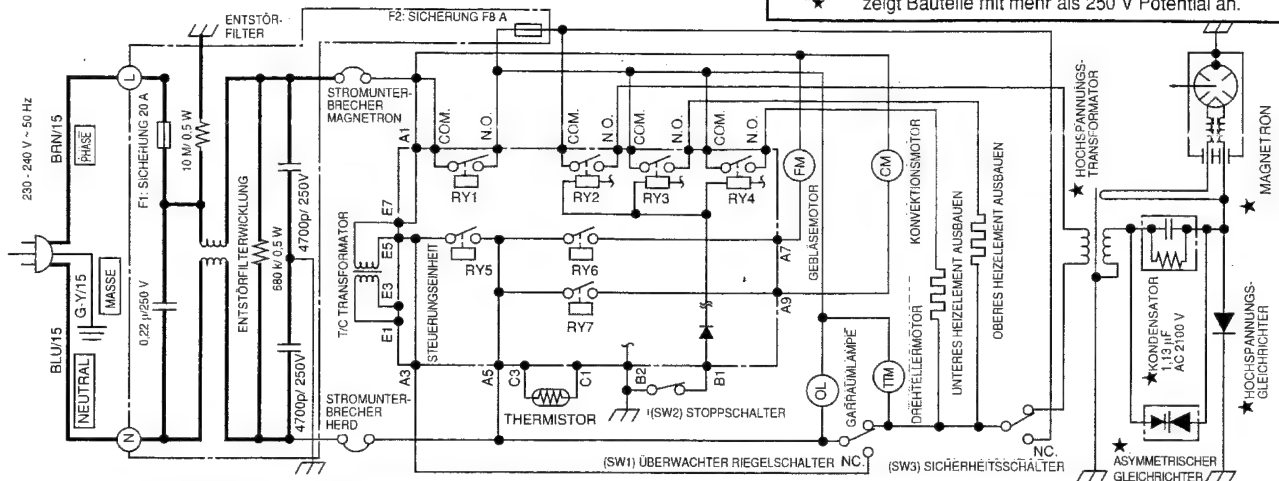 ★ zeigt Bauteile mit mehr als 250 V Potential an.
ENTSTÖR-
FILTER
F2: SICHERUNG F8 A
230 - 240 V ~ 50 Hz
BRN/15
PHASE
L
F1: SICHERUNG 20 A
10 M/ 0,5 W
STROMUNTER-
BRECHER
MAGNETRON
A1
COM.
N.O.
COM.
N.O.
COM.
N.O.
COM.
N.O.
RY1
RY2
RY3
RY4
FM
CM
GEBLÄSEMOTOR
KONVEKTIONSMOTOR
★ HOCHSPANNUNGS-
TRANSFORMATOR
★ MAGNETRON
G-Y/15
MASSE
BLU/15
NEUTRAL
N
0,22 µ/250 V
ENTSTÖRFILTERWICKLUNG
680 k/ 0,5 W
4700p/ 250V
4700p/ 250V
T/C TRANSFORMATOR
E7
E5
E3
E1
STEUERUNGSEINHEIT
RY5
RY6
RY7
A7
A9
A3
A5
C3
C1
B2
B1
THERMISTOR
(SW2) STOPPSCHALTER
OL
GARRAUMLAMPE
TTM
DREHTELLERMOTOR
UNTERES HEIZELEMENT AUSBAUEN
OBERES HEIZELEMENT AUSBAUEN
★ KONDENSATOR
1,13 µF
AC 2100 V
★ HOCHSPANNUNGS-
GLEICHRICHTER
STROMUNTER-
BRECHER
HERD
(SW1) ÜBERWACHTER RIEGELSCHALTER
NC.
(SW3) SICHERHEITSSCHALTER
NC.
★ ASYMMETRISCHER
GLEICHRICHTER